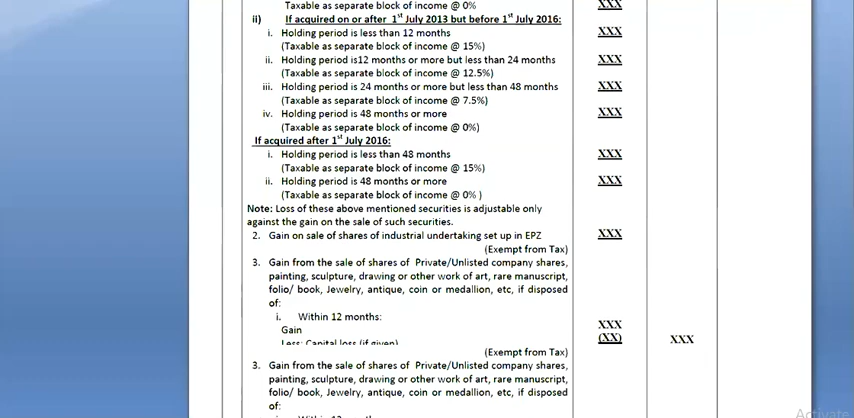 Taxable as separate block of income @ 0% XXX
ii) If acquired on or after 1st July 2013 but before 1st July 2016:
i. Holding period is less than 12 months XXX
(Taxable as separate block of income @ 15%)
ii. Holding period is12 months or more but less than 24 months XXX
(Taxable as separate block of income @ 12.5%)
iii. Holding period is 24 months or more but less than 48 months XXX
(Taxable as separate block of income @ 7.5%)
iv. Holding period is 48 months or more XXX
(Taxable as separate block of income @ 0%)
If acquired after 1st July 2016:
i. Holding period is less than 48 months XXX
(Taxable as separate block of income @ 15%)
ii. Holding period is 48 months or more XXX
(Taxable as separate block of income @ 0% )
Note: Loss of these above mentioned securities is adjustable only
against the gain on the sale of such securities.
2. Gain on sale of shares of industrial undertaking set up in EPZ XXX
(Exempt from Tax)
3. Gain from the sale of shares of Private/Unlisted company shares,
painting, sculpture, drawing or other work of art, rare manuscript,
folio/ book, Jewelry, antique, coin or medallion, etc, if disposed
of:
i. Within 12 months:
Gain XXX
Less: Capital loss (if given) (XX) XXX
(Exempt from Tax)
3. Gain from the sale of shares of Private/Unlisted company shares,
painting, sculpture, drawing or other work of art, rare manuscript,
folio/ book, Jewelry, antique, coin or medallion, etc, if disposed
of:
Activate